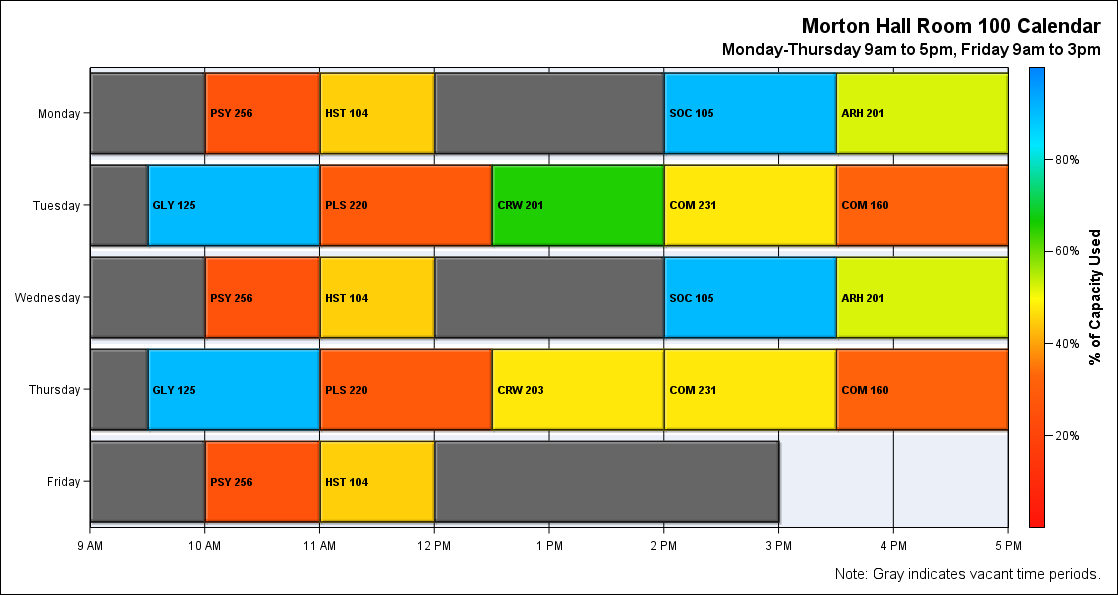 Morton Hall Room 100 Calendar
Monday-Thursday 9am to 5pm, Friday 9am to 3pm
Monday PSY 256 HST 104 SOC 105 ARH 201
80%
Tuesday GLY 125 PLS 220 CRW 201 COM 231 COM 160
60%
% of Capacity Used
Wednesday PSY 256 HST 104 SOC 105 ARH 201
40%
Thursday GLY 125 PLS 220 CRW 203 COM 231 COM 160
20%
Friday PSY 256 HST 104
9 AM 10 AM 11 AM 12 PM 1 PM 2 PM 3 PM 4 PM 5 PM
Note: Gray indicates vacant time periods.